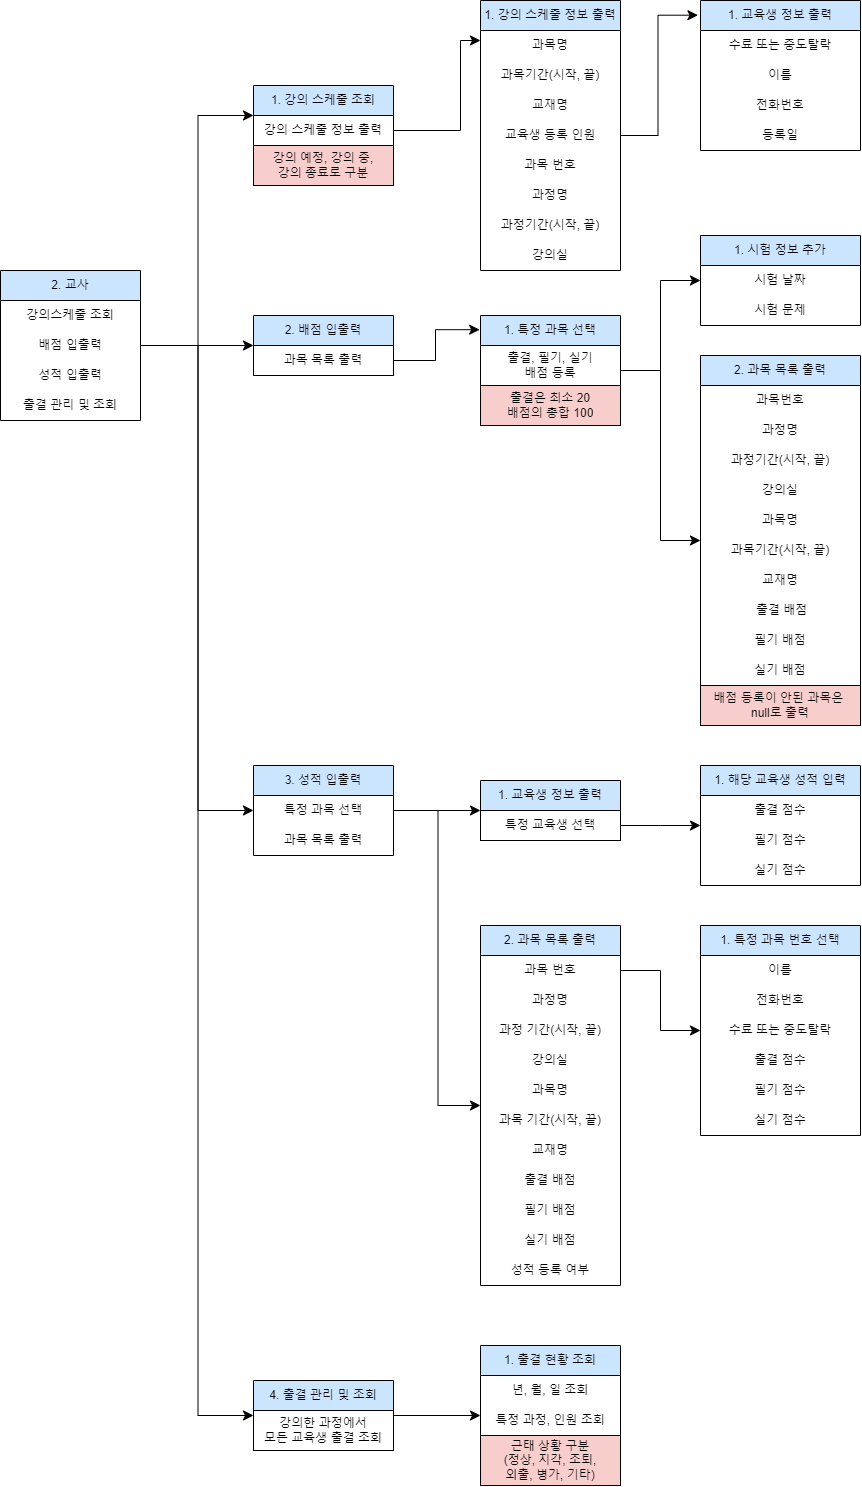 2. 교사
강의스케줄 조회
배점 입출력
성적 입출력
출결 관리 및 조회
1. 강의 스케줄 조회
강의 스케줄 정보 출력
강의 예정, 강의 중,
강의 종료로 구분
1. 강의 스케줄 정보 출력
과목명
과목기간(시작, 끝)
교재명
교육생 등록 인원
과목 번호
과정명
과정기간(시작, 끝)
강의실
1. 교육생 정보 출력
수료 또는 중도탈락
이름
전화번호
등록일
2. 배점 입출력
과목 목록 출력
1. 특정 과목 선택
출결, 필기, 실기
배점 등록
출결은 최소 20
배점의 총합 100
1. 시험 정보 추가
시험 날짜
시험 문제
2. 과목 목록 출력
과목번호
과정명
과정기간(시작, 끝)
강의실
과목명
과목기간(시작, 끝)
교재명
출결 배점
필기 배점
실기 배점
배점 등록이 안된 과목은
null로 출력
3. 성적 입출력
특정 과목 선택
과목 목록 출력
1. 교육생 정보 출력
특정 교육생 선택
1. 해당 교육생 성적 입력
출결 점수
필기 점수
실기 점수
2. 과목 목록 출력
과목 번호
과정명
과정 기간(시작, 끝)
강의실
과목명
과목 기간(시작, 끝)
교재명
출결 배점
필기 배점
실기 배점
성적 등록 여부
1. 특정 과목 번호 선택
이름
전화번호
수료 또는 중도탈락
출결 점수
필기 점수
실기 점수
4. 출결 관리 및 조회
강의한 과정에서
모든 교육생 출결 조회
1. 출결 현황 조회
년, 월, 일 조회
특정 과정, 인원 조회
근태 상황 구분
(정상, 지각, 조퇴,
외출, 병가, 기타)